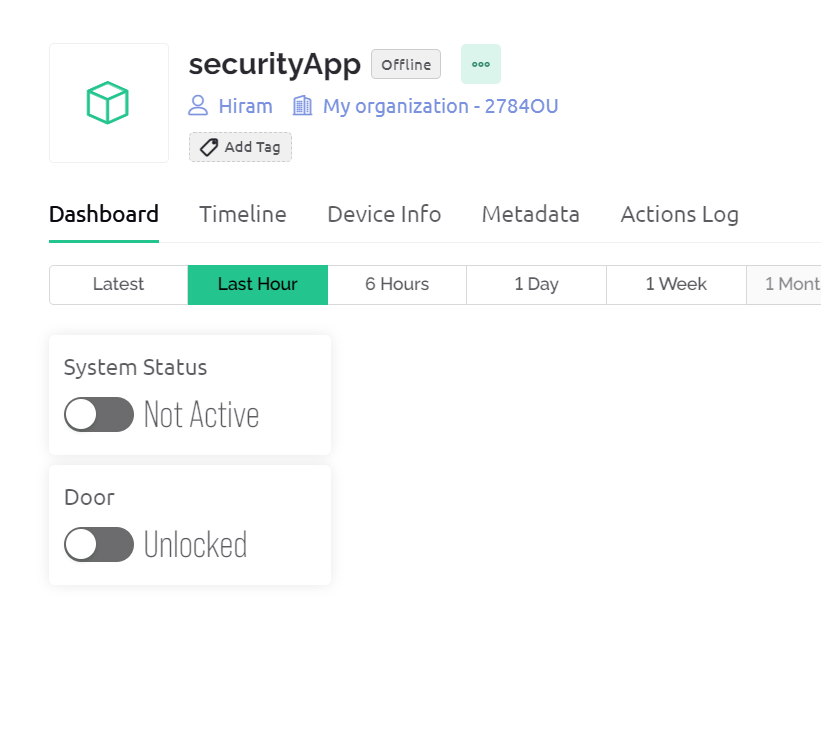 securityApp Offline
Hiram My organization - 2784OU
Add Tag
Dashboard Timeline Device Info Metadata Actions Log
Latest Last Hour 6 Hours 1 Day 1 Week 1 Mont
System Status
Not Active
Door
Unlocked